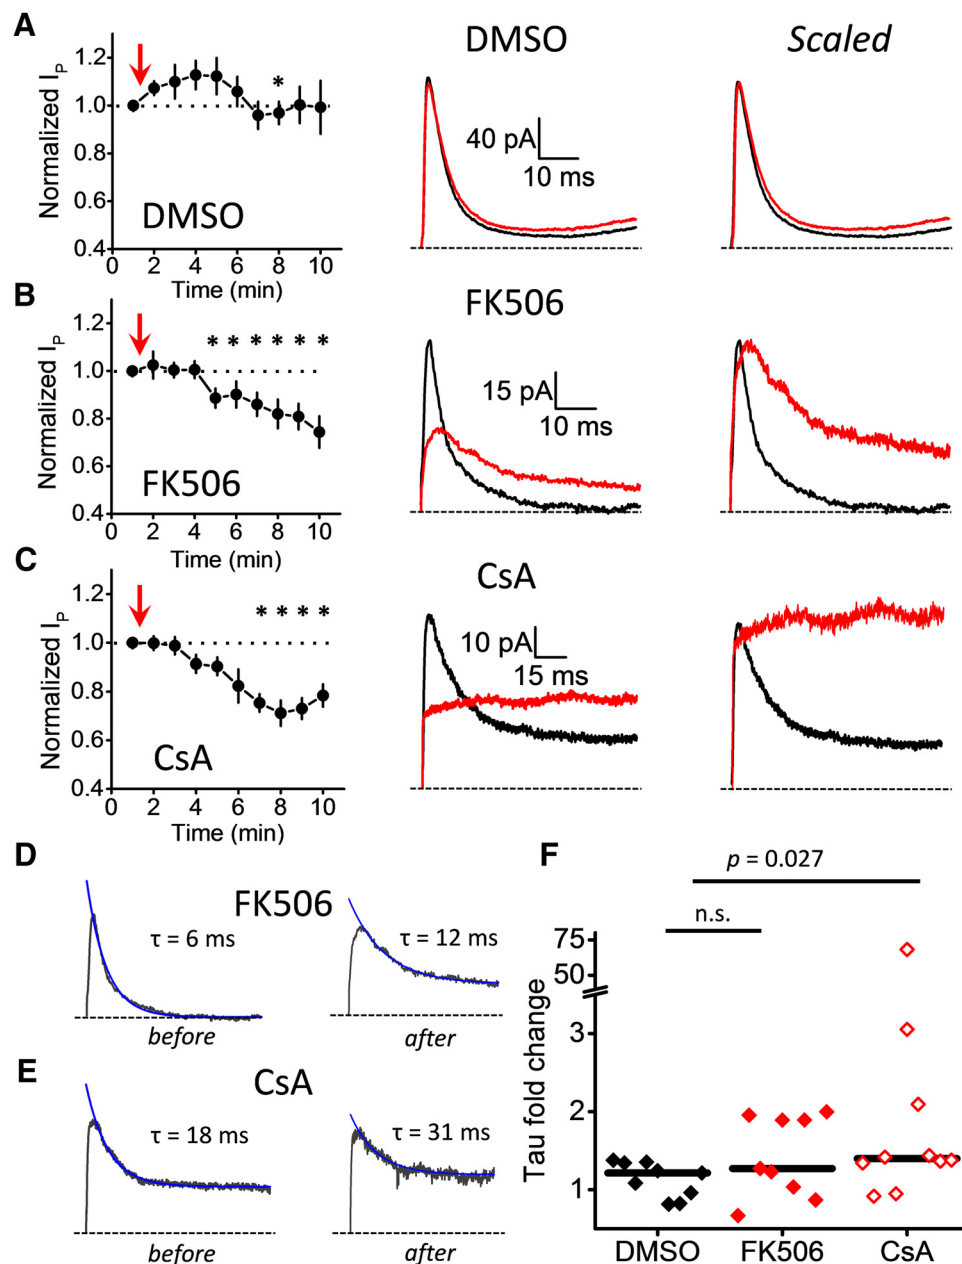 A
DMSO
Scaled
Normalized I_P
1.2
1.0
0.8
0.6
0.4
*
DMSO
0 2 4 6 8 10
Time (min)
40 pA
10 ms
B
FK506
Normalized I_P
1.2
1.0
0.8
0.6
0.4
* * * * * *
FK506
0 2 4 6 8 10
Time (min)
15 pA
10 ms
C
CsA
Normalized I_P
1.2
1.0
0.8
0.6
0.4
* * * *
CsA
0 2 4 6 8 10
Time (min)
10 pA
15 ms
D
FK506
τ = 6 ms
τ = 12 ms
before
after
E
CsA
τ = 18 ms
τ = 31 ms
before
after
F
p = 0.027
n.s.
Tau fold change
75
50
3
2
1
DMSO FK506 CsA